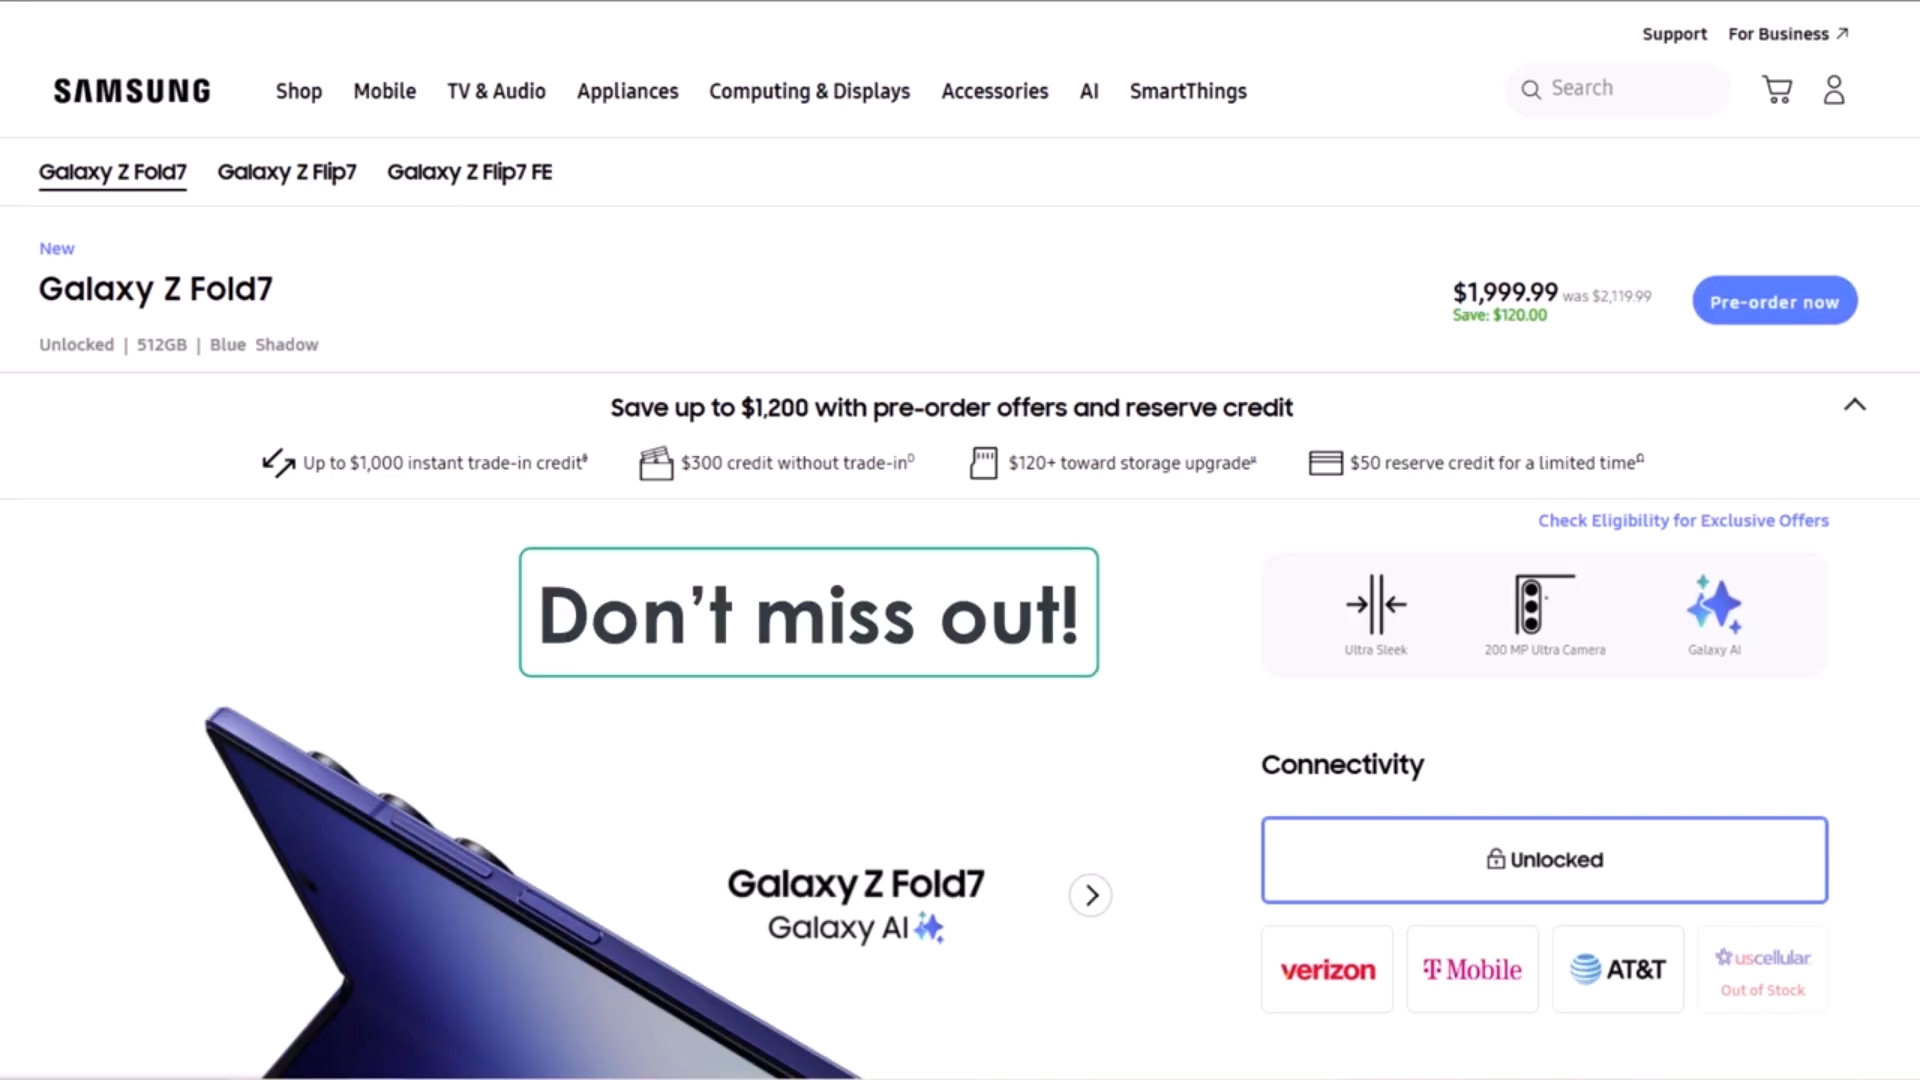 Support For Business
SAMSUNG Shop Mobile TV & Audio Appliances Computing & Displays Accessories AI SmartThings Search
Galaxy Z Fold7 Galaxy Z Flip7 Galaxy Z Flip7 FE
New
Galaxy Z Fold7
$1,999.99 was $2,119.99
Save: $120.00
Pre-order now
Unlocked | 512GB | Blue Shadow
Save up to $1,200 with pre-order offers and reserve credit
Up to $1,000 instant trade-in credit $300 credit without trade-in $120+ toward storage upgrade $50 reserve credit for a limited timeΩ
Check Eligibility for Exclusive Offers
Don't miss out!
Ultra Sleek 200 MP Ultra Camera Galaxy AI
Connectivity
Unlocked
Galaxy Z Fold7
Galaxy AI
verizon T Mobile AT&T uscellular
Out of Stock